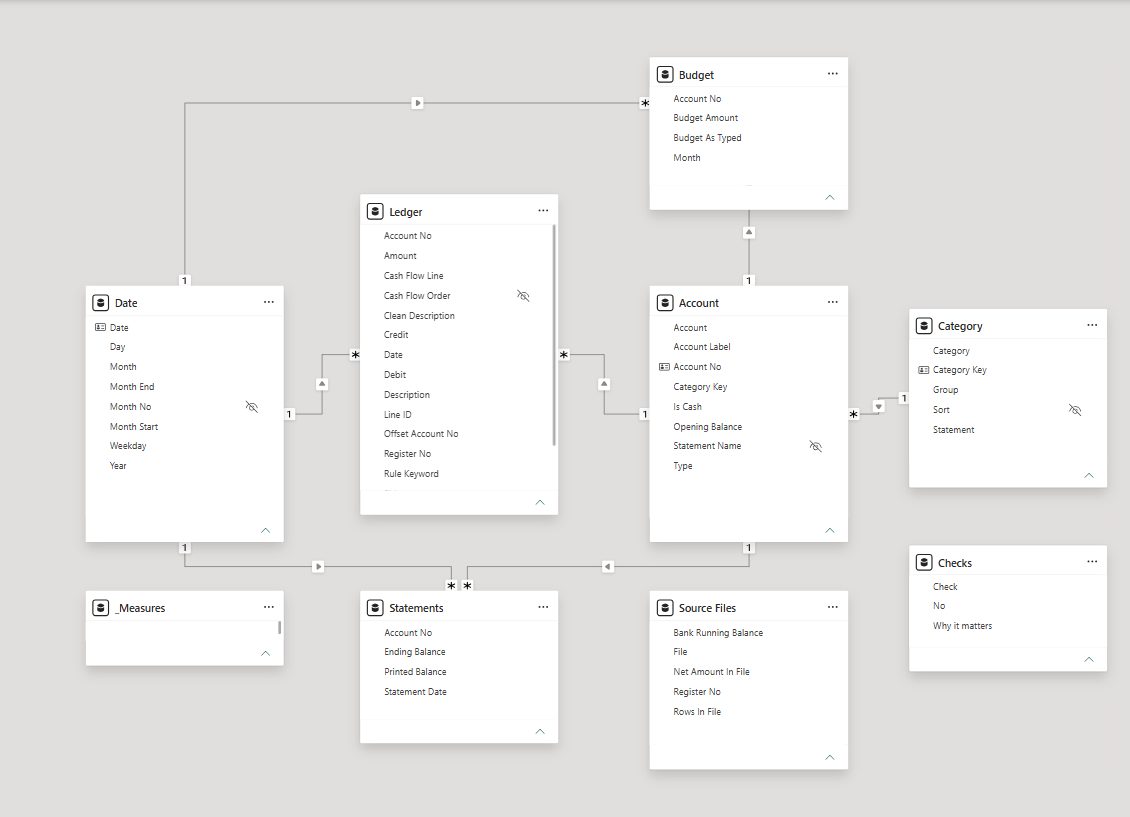 Budget
Account No
Budget Amount
Budget As Typed
Month
Ledger
Account No
Amount
Cash Flow Line
Cash Flow Order
Clean Description
Credit
Date
Debit
Description
Line ID
Offset Account No
Register No
Rule Keyword
Date
Date
Day
Month
Month End
Month No
Month Start
Weekday
Year
Account
Account
Account Label
Account No
Category Key
Is Cash
Opening Balance
Statement Name
Type
Category
Category
Category Key
Group
Sort
Statement
1
*
*
1
*
1
1
*
1
1
*
*
1
Checks
Check
No
Why it matters
_Measures
Statements
Account No
Ending Balance
Printed Balance
Statement Date
Source Files
Bank Running Balance
File
Net Amount In File
Register No
Rows In File